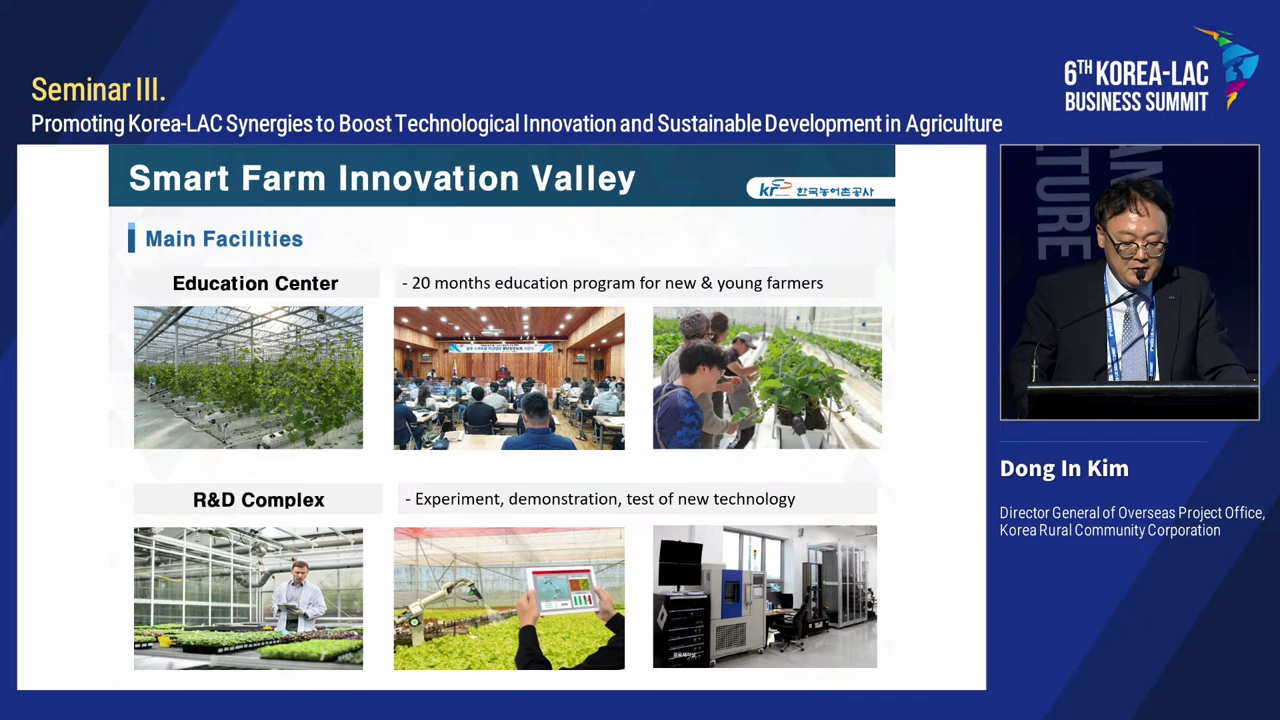 Seminar III.
Promoting Korea-LAC Synergies to Boost Technological Innovation and Sustainable Development in Agriculture
6TH KOREA-LAC
BUSINESS SUMMIT
Smart Farm Innovation Valley
kr 한국농어촌공사
Main Facilities
Education Center
- 20 months education program for new & young farmers
R&D Complex
- Experiment, demonstration, test of new technology
Dong In Kim
Director General of Overseas Project Office,
Korea Rural Community Corporation